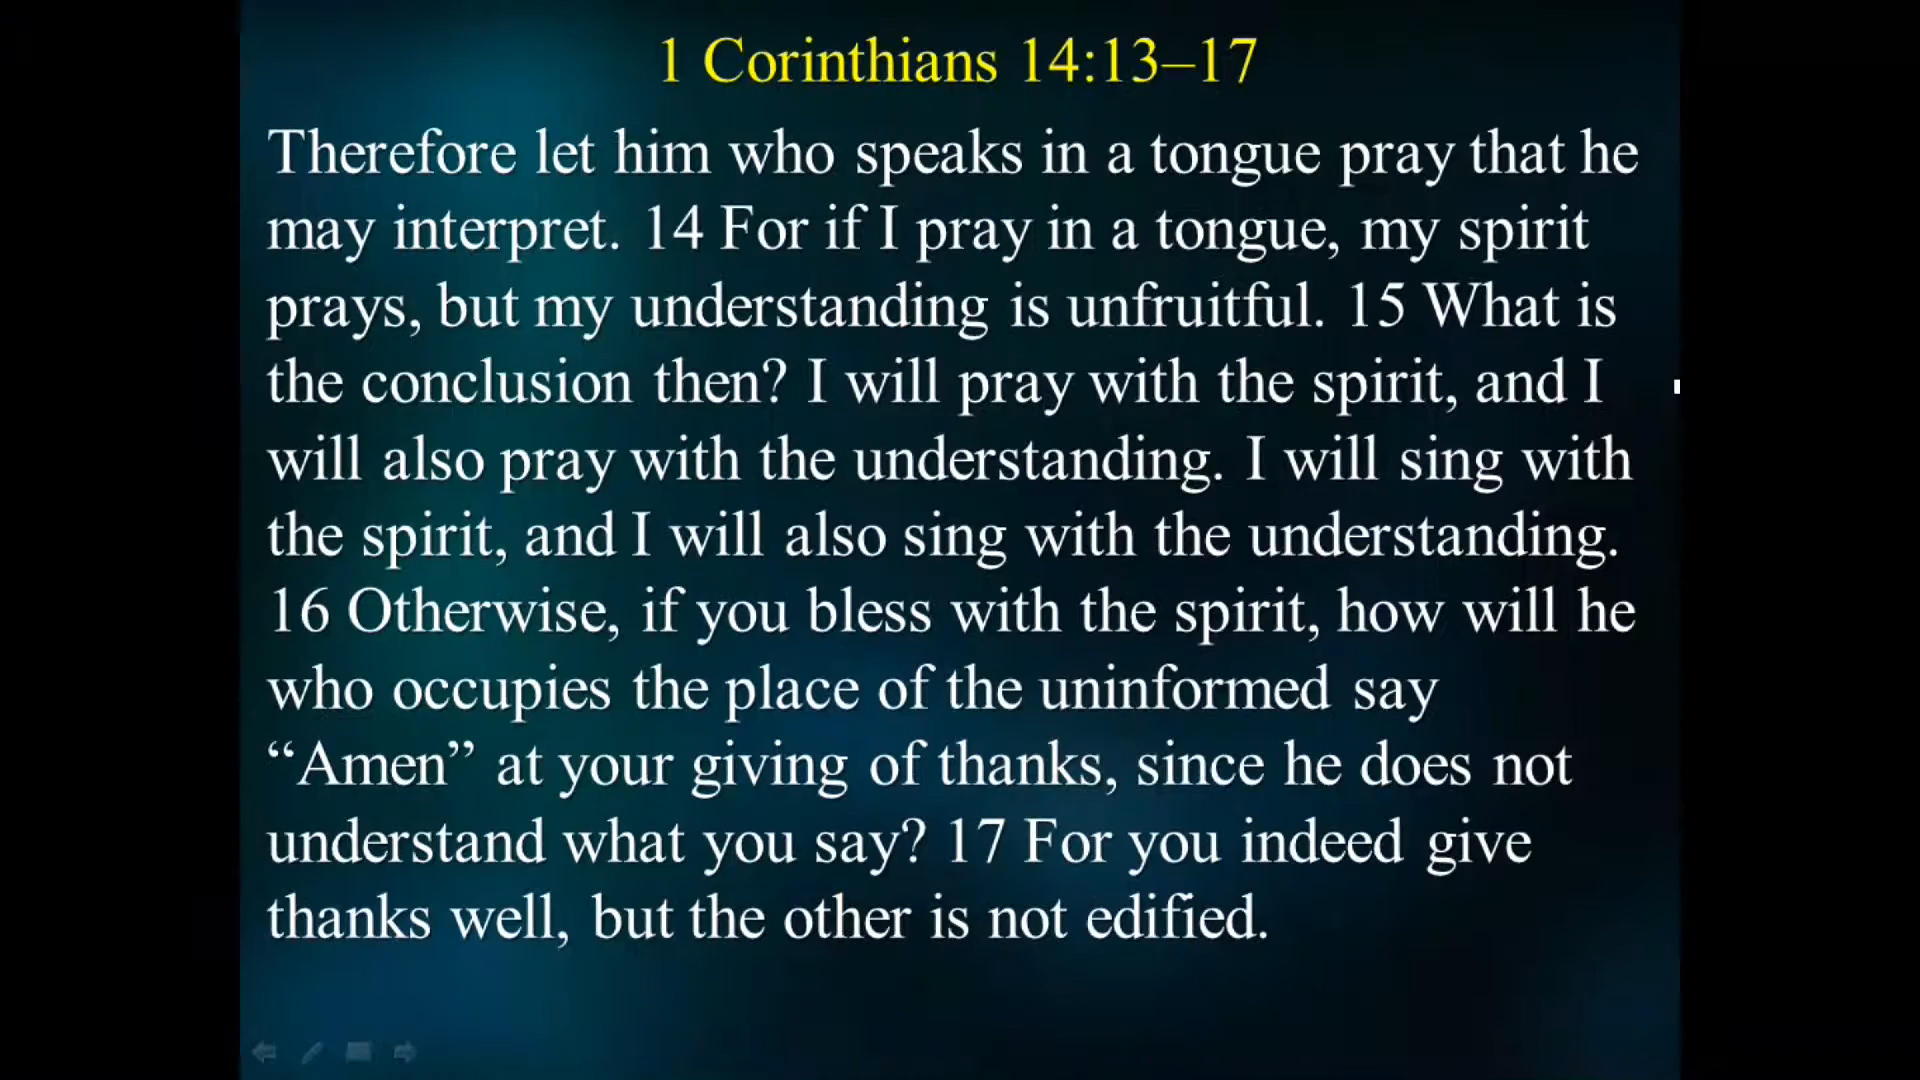 1 Corinthians 14:13–17
Therefore let him who speaks in a tongue pray that he
may interpret. 14 For if I pray in a tongue, my spirit
prays, but my understanding is unfruitful. 15 What is
the conclusion then? I will pray with the spirit, and I
will also pray with the understanding. I will sing with
the spirit, and I will also sing with the understanding.
16 Otherwise, if you bless with the spirit, how will he
who occupies the place of the uninformed say
“Amen” at your giving of thanks, since he does not
understand what you say? 17 For you indeed give
thanks well, but the other is not edified.